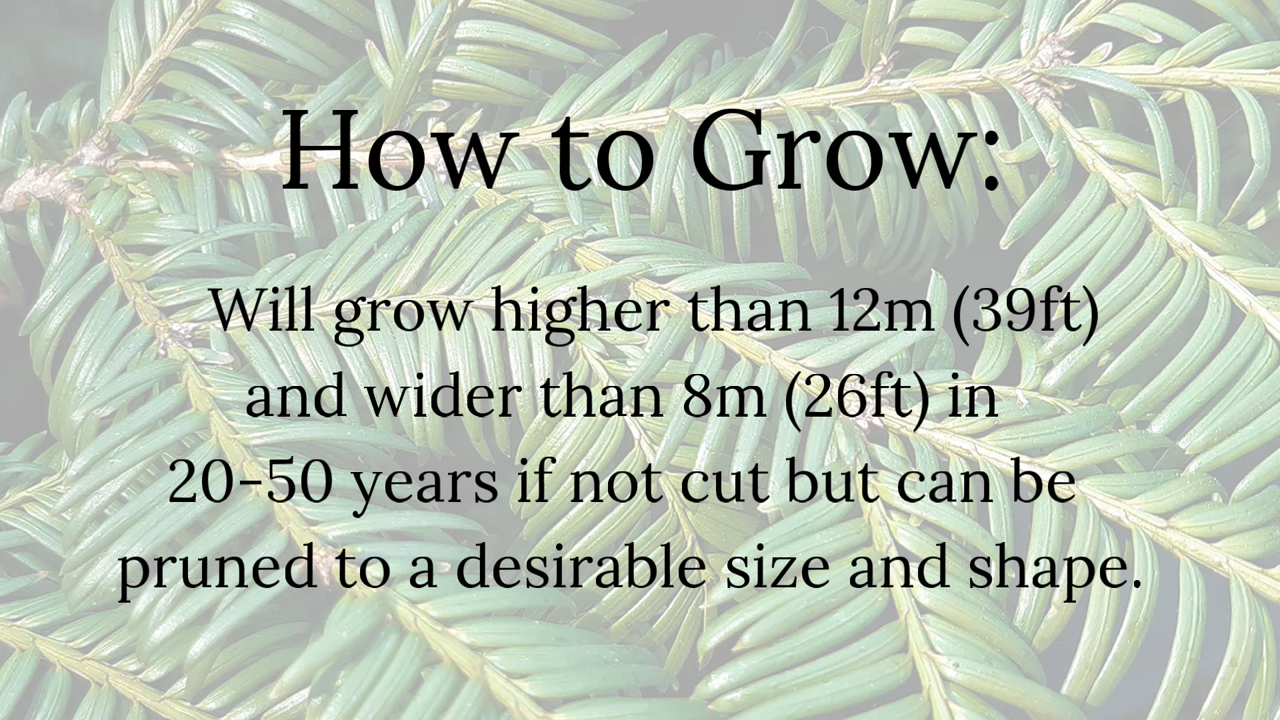 How to Grow:
Will grow higher than 12m (39ft)
and wider than 8m (26ft) in
20-50 years if not cut but can be
pruned to a desirable size and shape.